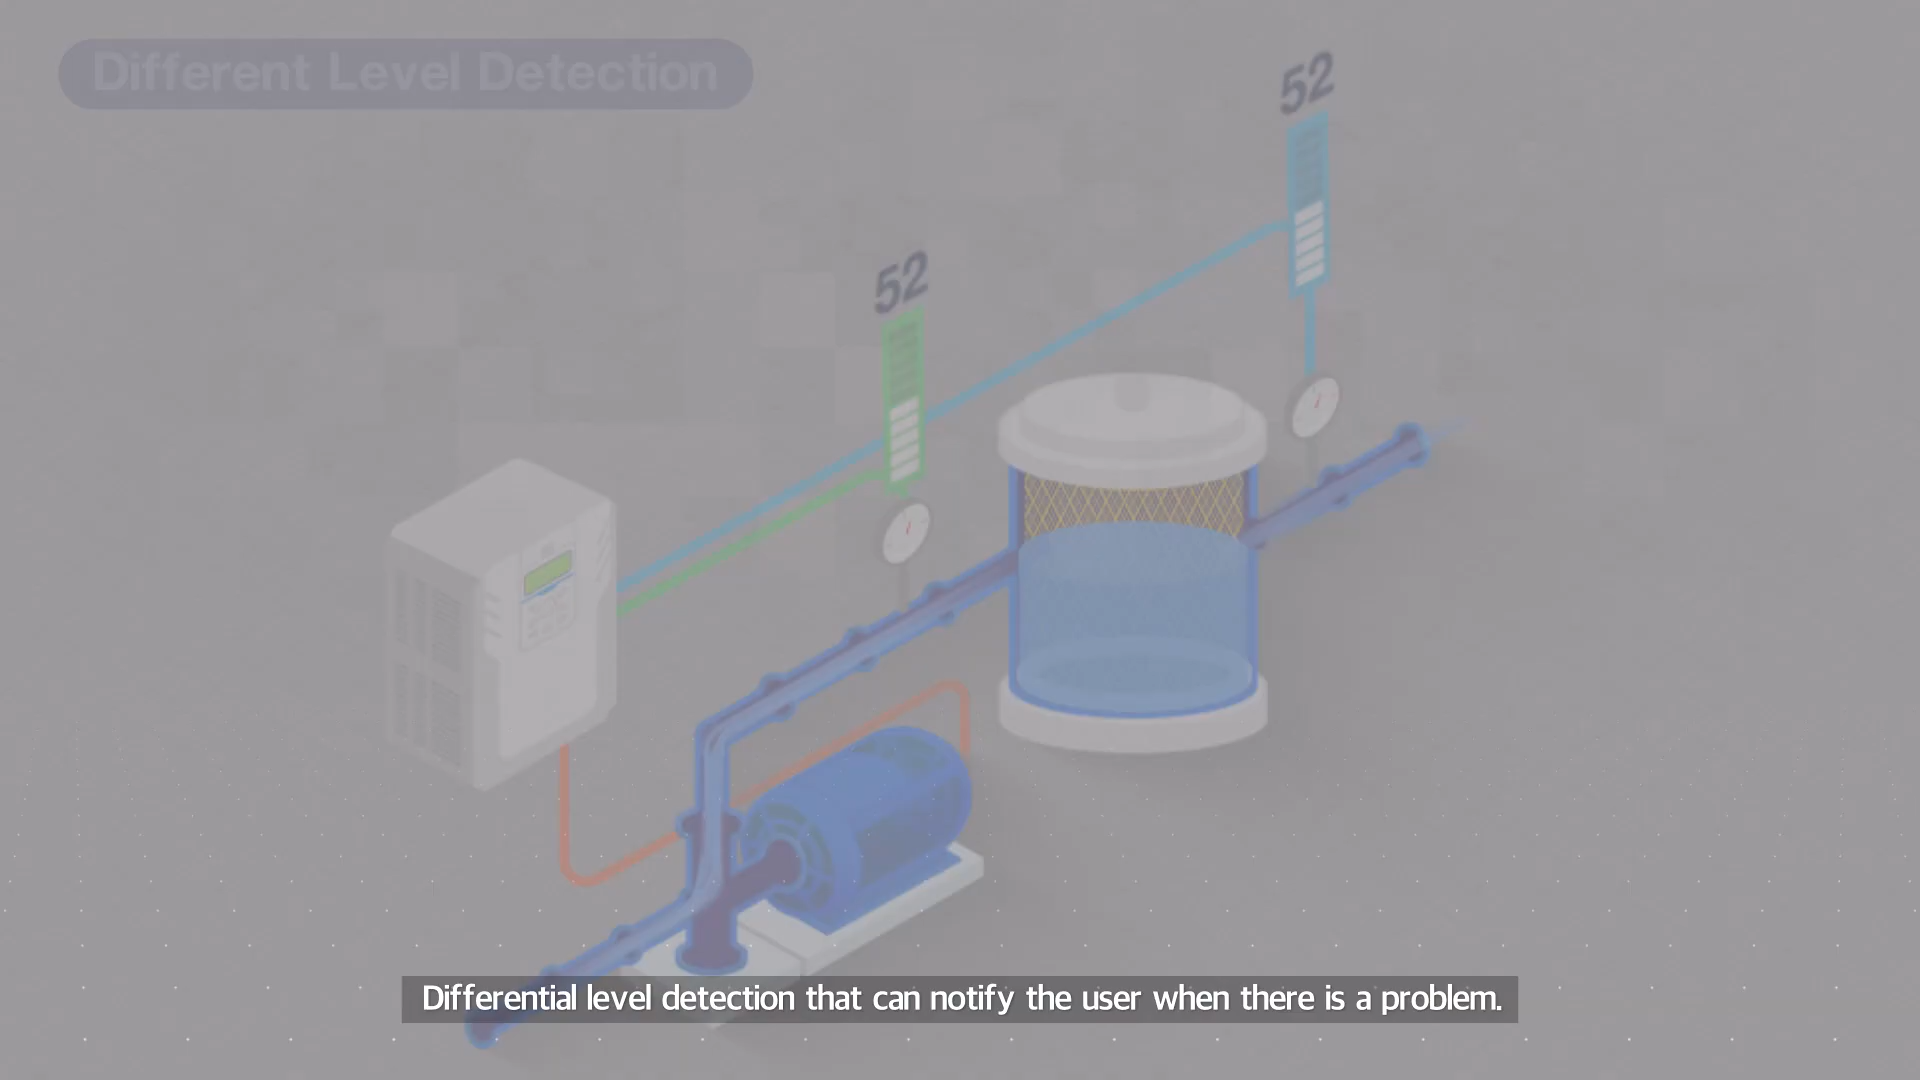 Different Level Detection
52
52
Differential level detection that can notify the user when there is a problem.